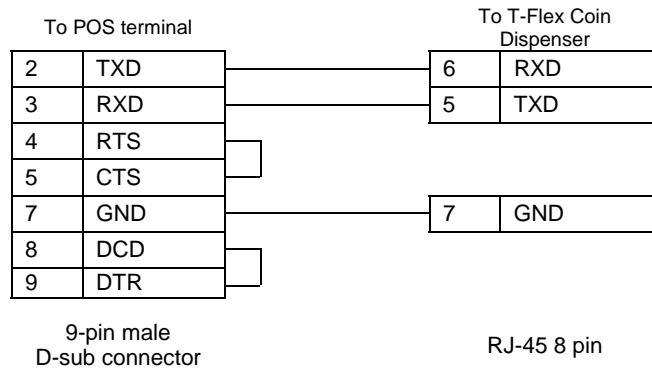 To POS terminal
To T-Flex Coin
Dispenser
2 TXD 6 RXD
3 RXD 5 TXD
4 RTS
5 CTS
7 GND 7 GND
8 DCD
9 DTR
9-pin male
D-sub connector
RJ-45 8 pin